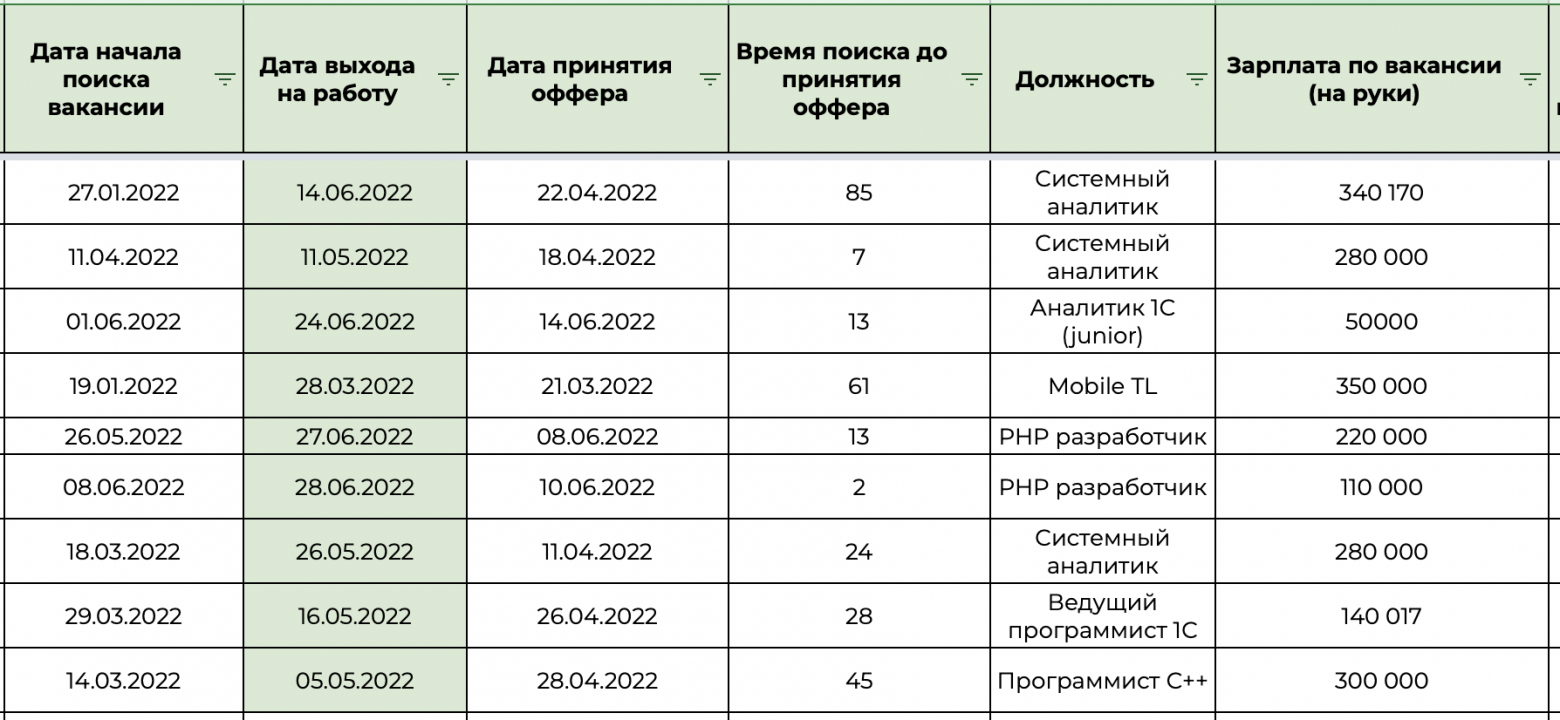 Дата начала
поиска
вакансии
Дата выхода
на работу
Дата принятия
оффера
Время поиска до
принятия
оффера
Должность
Зарплата по вакансии
(на руки)
27.01.2022 14.06.2022 22.04.2022 85 Системный
аналитик 340 170
11.04.2022 11.05.2022 18.04.2022 7 Системный
аналитик 280 000
01.06.2022 24.06.2022 14.06.2022 13 Аналитик 1С
(junior) 50000
19.01.2022 28.03.2022 21.03.2022 61 Mobile TL 350 000
26.05.2022 27.06.2022 08.06.2022 13 PHP разработчик 220 000
08.06.2022 28.06.2022 10.06.2022 2 PHP разработчик 110 000
18.03.2022 26.05.2022 11.04.2022 24 Системный
аналитик 280 000
29.03.2022 16.05.2022 26.04.2022 28 Ведущий
программист 1С 140 017
14.03.2022 05.05.2022 28.04.2022 45 Программист С++ 300 000